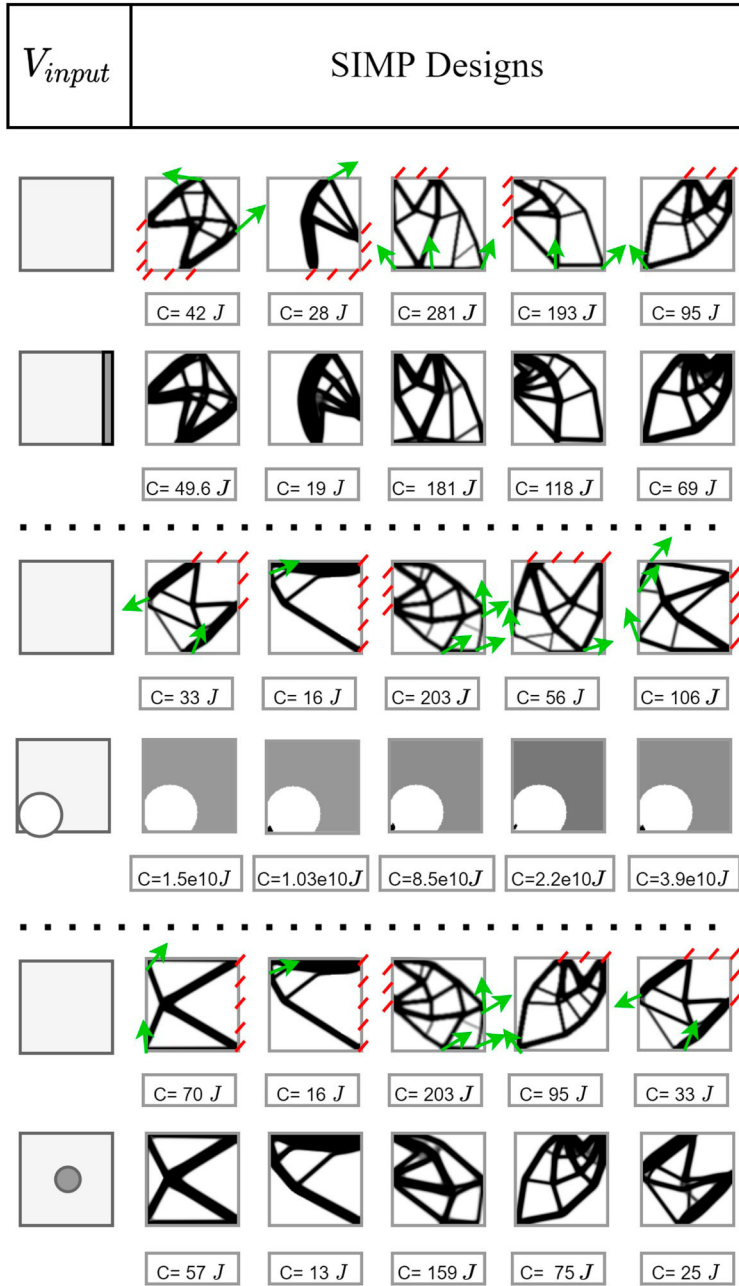 V_input SIMP Designs
C= 42 J C= 28 J C= 281 J C= 193 J C= 95 J
C= 49.6 J C= 19 J C= 181 J C= 118 J C= 69 J
C= 33 J C= 16 J C= 203 J C= 56 J C= 106 J
C=1.5e10J C=1.03e10J C=8.5e10J C=2.2e10J C=3.9e10J
C= 70 J C= 16 J C= 203 J C= 95 J C= 33 J
C= 57 J C= 13 J C= 159 J C= 75 J C= 25 J